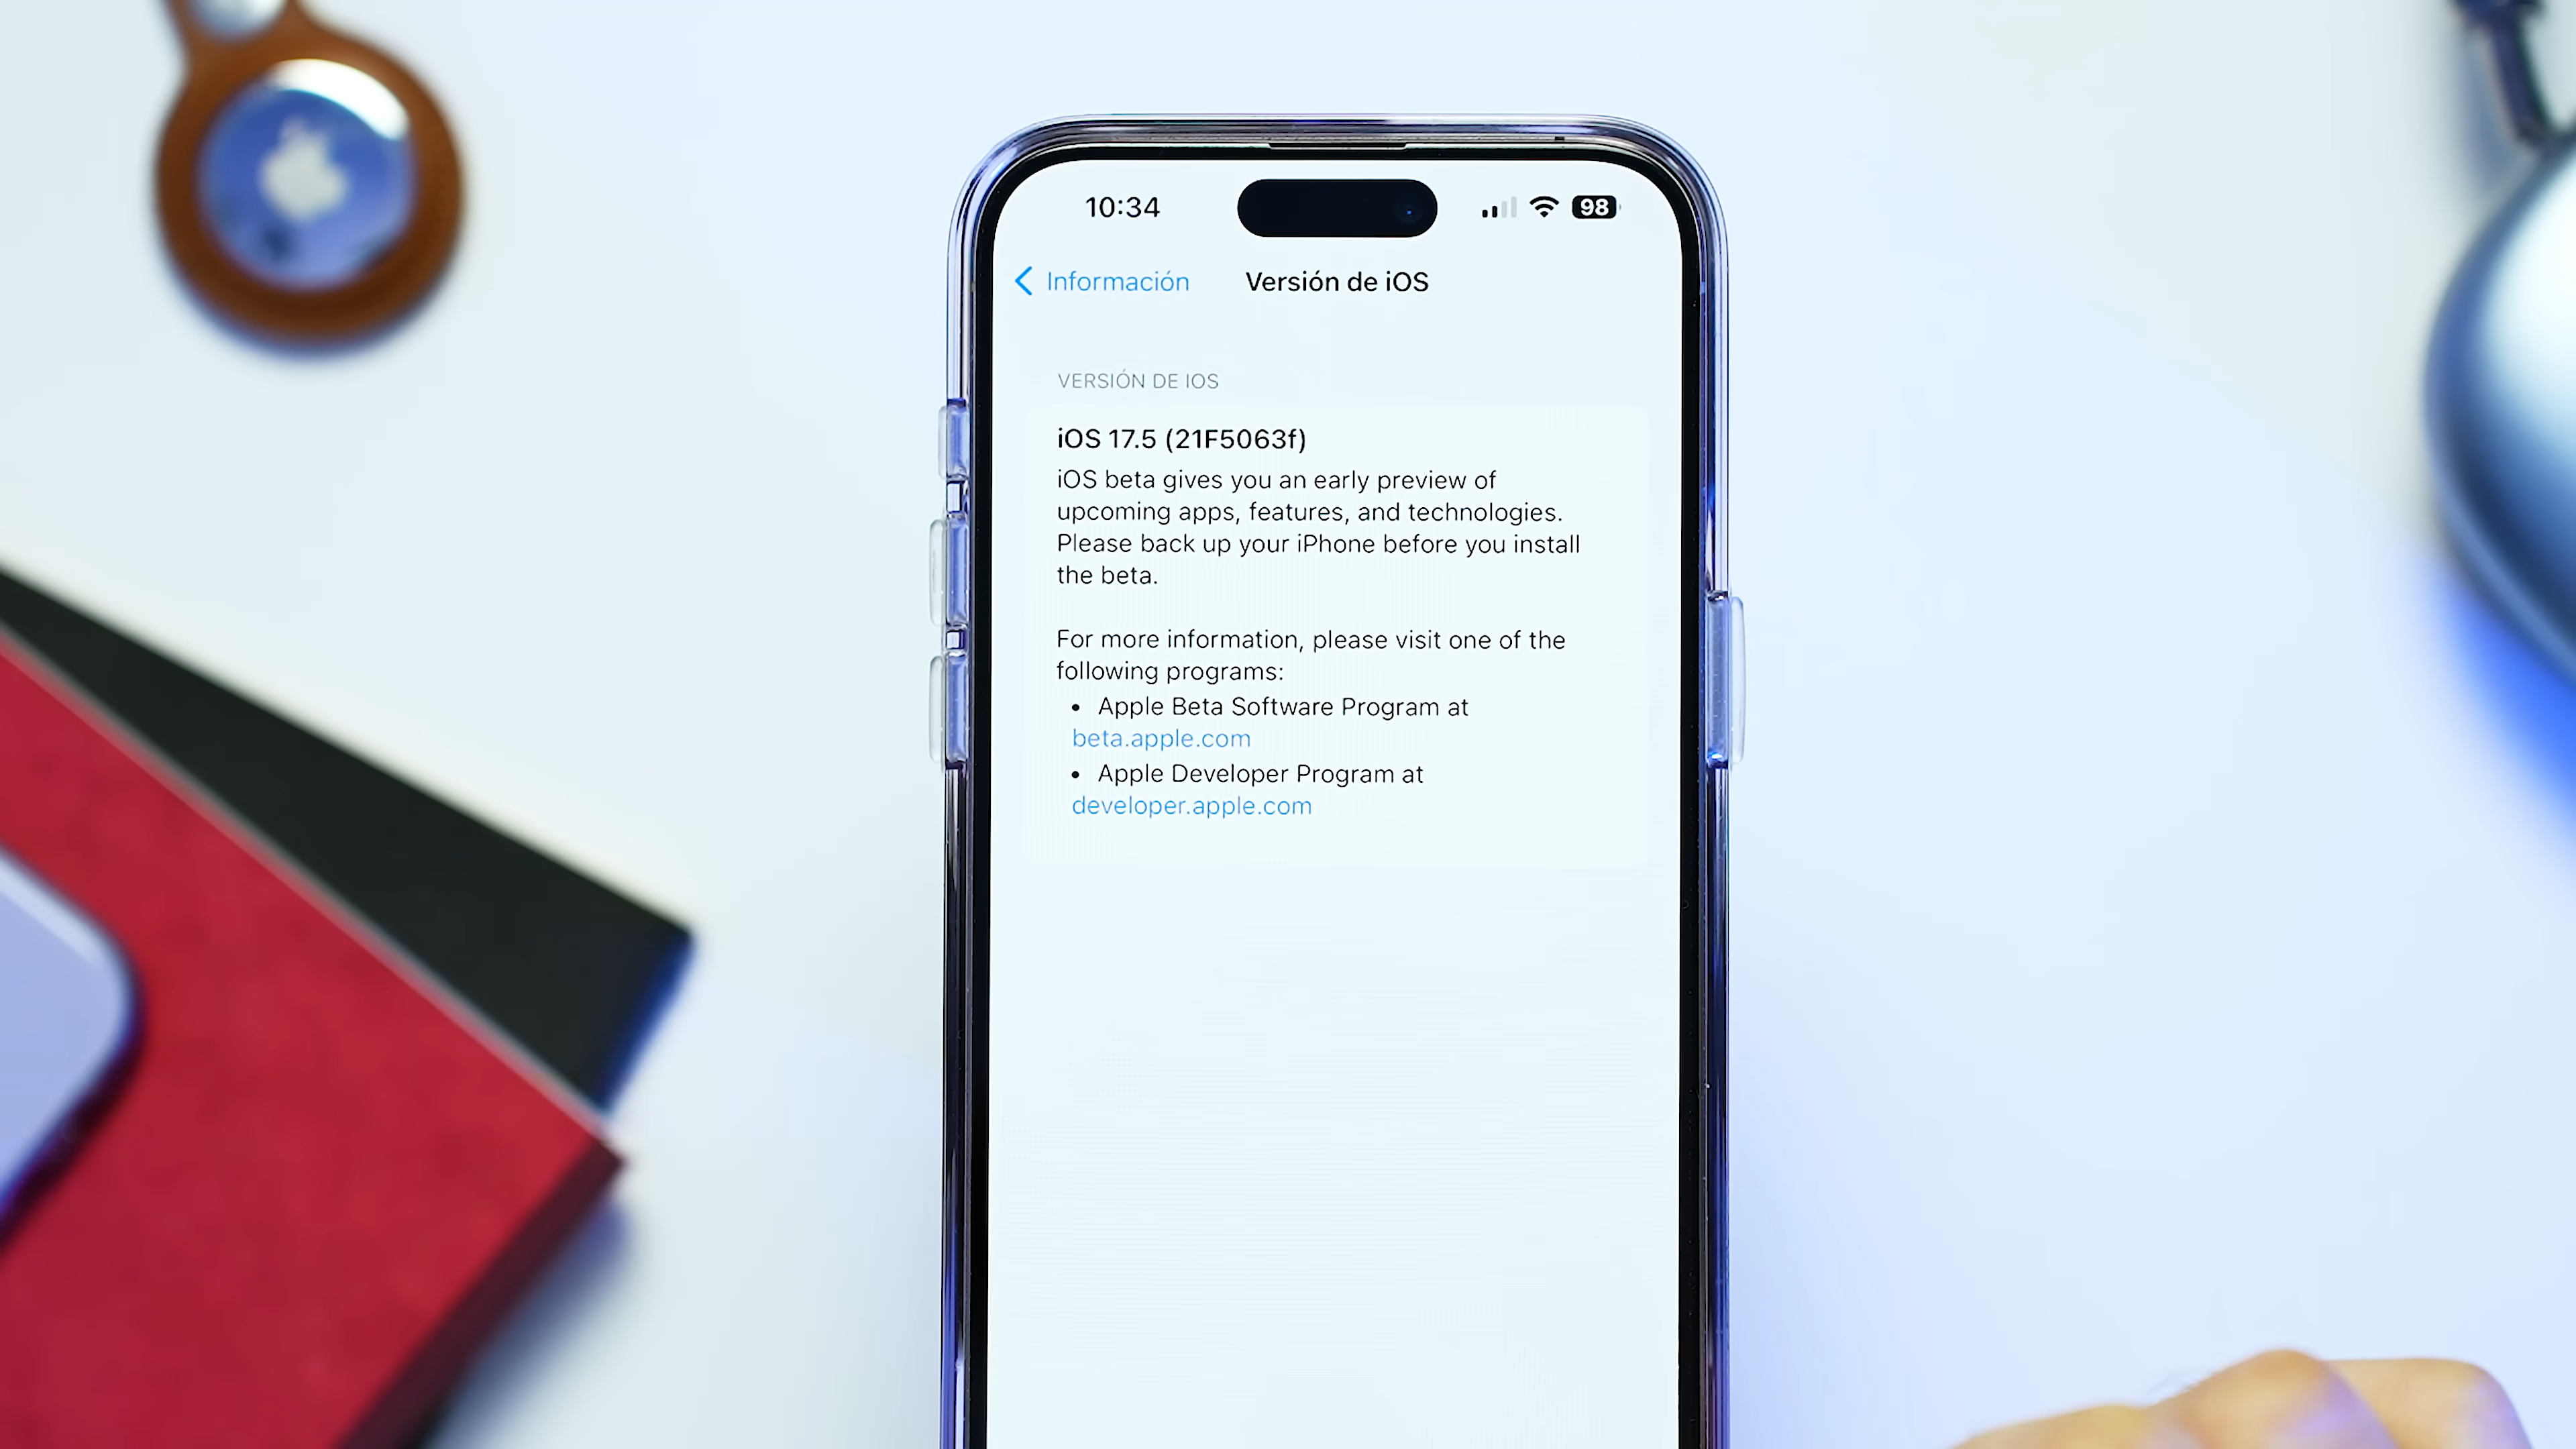 10:34
98
Información
Versión de iOS
VERSIÓN DE IOS
iOS 17.5 (21F5063f)
iOS beta gives you an early preview of
upcoming apps, features, and technologies.
Please back up your iPhone before you install
the beta.
For more information, please visit one of the
following programs:
• Apple Beta Software Program at
beta.apple.com
• Apple Developer Program at
developer.apple.com